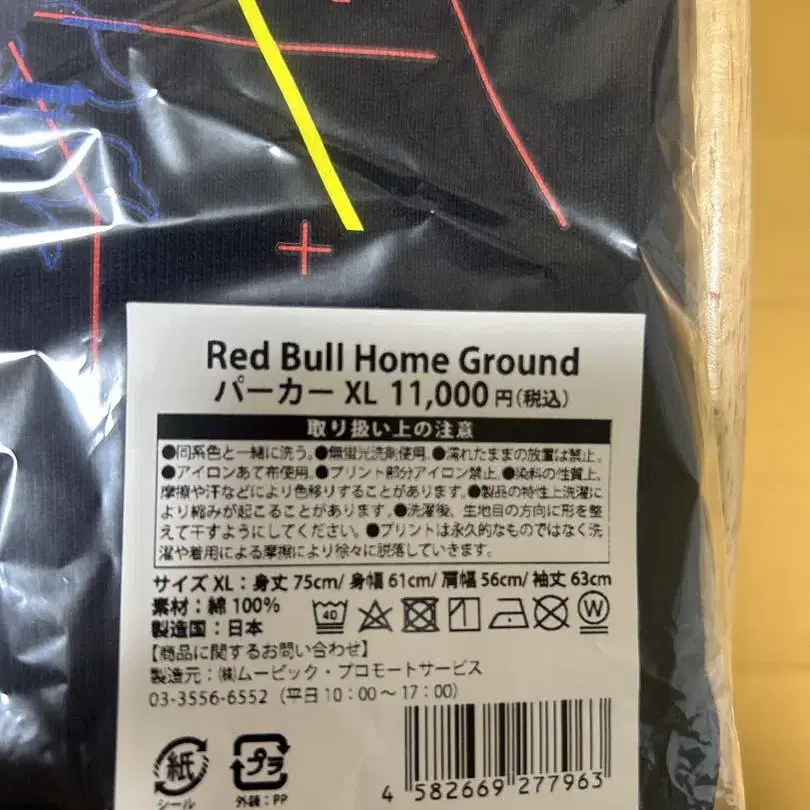 Red Bull Home Ground
パーカー XL 11,000円(税込)
取り扱い上の注意
●同系色と一緒に洗う。●無蛍光洗剤使用。●濡れたままの放置は禁止。
●アイロンあて布使用。●プリント部分アイロン禁止。●染料の性質上、
摩擦や汗などにより色移りすることがあります。●製品の特性上洗濯によ
り縮みが起こることがあります。●洗濯後、生地目の方向に形を整
えて干すようにしてください。●プリントは永久的なものではなく洗
濯や着用による摩擦により徐々に脱落していきます。
サイズ XL：身丈 75cm/ 身幅 61cm/ 肩幅 56cm/ 袖丈 63cm
素材：綿 100%
40
W
製造国：日本
【商品に関するお問い合わせ】
製造元：㈱ムービック・プロモートサービス
03-3556-6552（平日10：00～17：00）
紙
シール
プラ
外装：PP
4 582669 277963